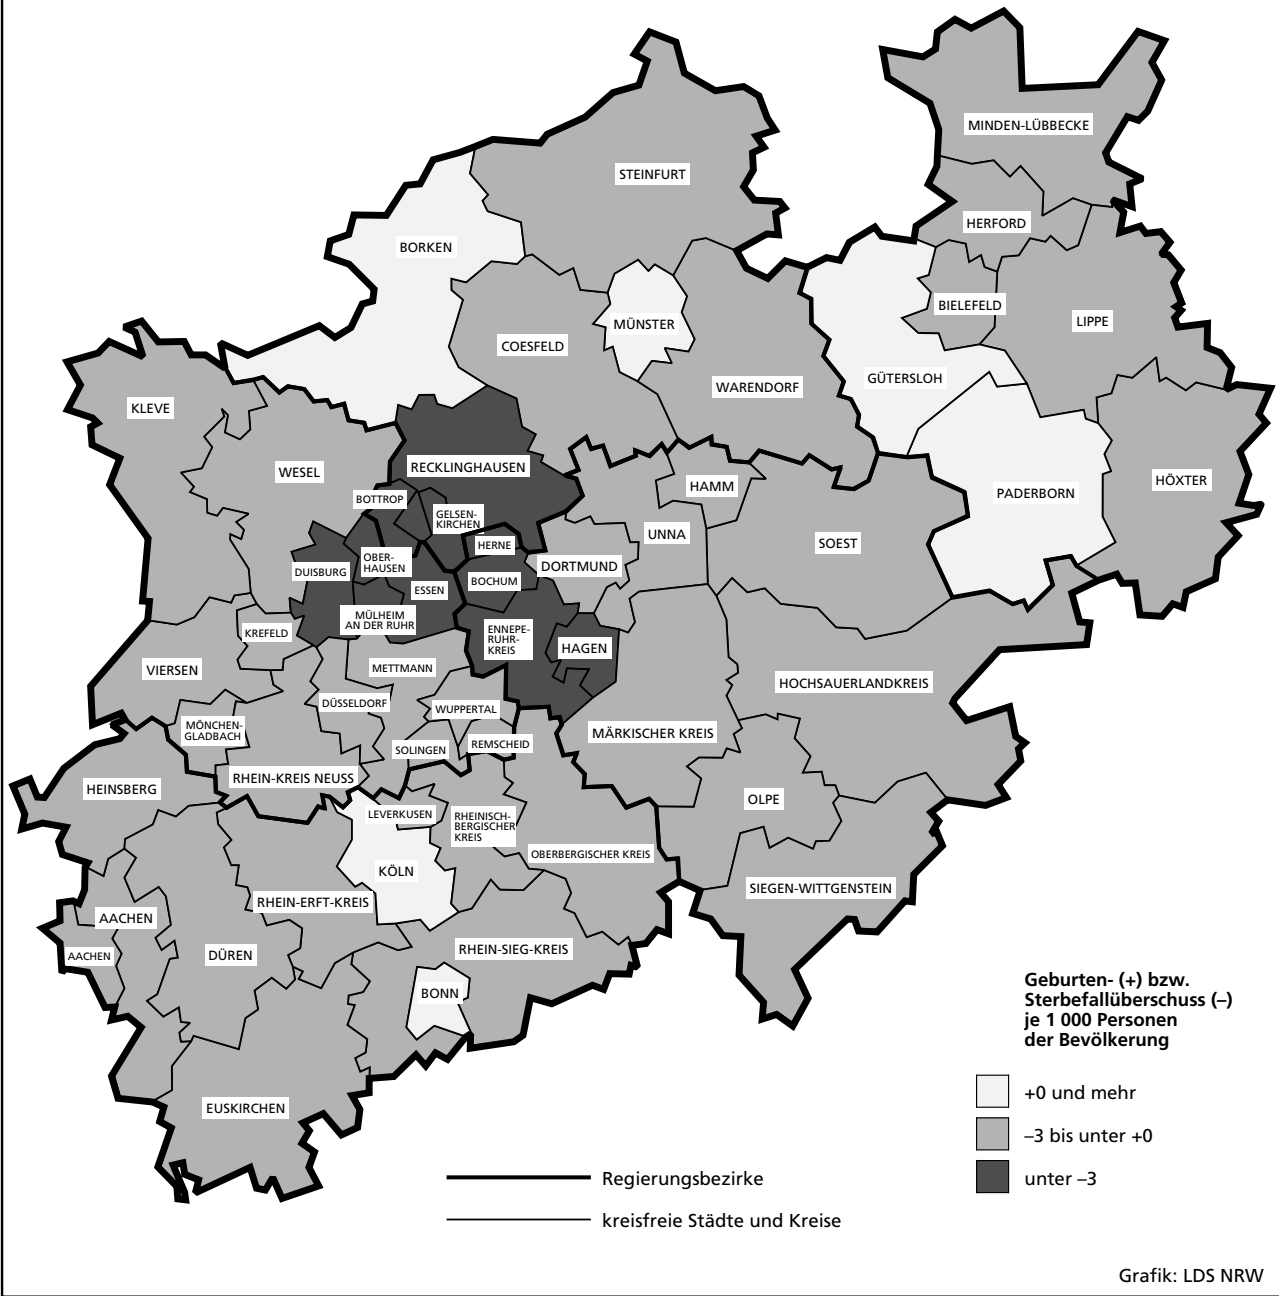 MINDEN-LÜBBECKE
STEINFURT
HERFORD
BORKEN
BIELEFELD
MÜNSTER
LIPPE
COESFELD
GÜTERSLOH
WARENDORF
KLEVE
RECKLINGHAUSEN
WESEL
HÖXTER
HAMM
PADERBORN
BOTTROP
GELSEN-
KIRCHEN
UNNA
SOEST
HERNE
OBER-
HAUSEN
DORTMUND
DUISBURG
BOCHUM
ESSEN
MÜLHEIM
AN DER RUHR
KREFELD
ENNEPE-
RUHR-
KREIS
HAGEN
METTMANN
VIERSEN
HOCHSAUERLANDKREIS
DÜSSELDORF
WUPPERTAL
MÖNCHEN-
GLADBACH
MÄRKISCHER KREIS
SOLINGEN
REMSCHEID
RHEIN-KREIS NEUSS
HEINSBERG
OLPE
LEVERKUSEN
RHEINISCH-
BERGISCHER
KREIS
OBERBERGISCHER KREIS
KÖLN
SIEGEN-WITTGENSTEIN
RHEIN-ERFT-KREIS
AACHEN
AACHEN
DÜREN
RHEIN-SIEG-KREIS
BONN
EUSKIRCHEN
Geburten- (+) bzw.
Sterbefallüberschuss (–)
je 1 000 Personen
der Bevölkerung
+0 und mehr
–3 bis unter +0
unter –3
Regierungsbezirke
kreisfreie Städte und Kreise
Grafik: LDS NRW